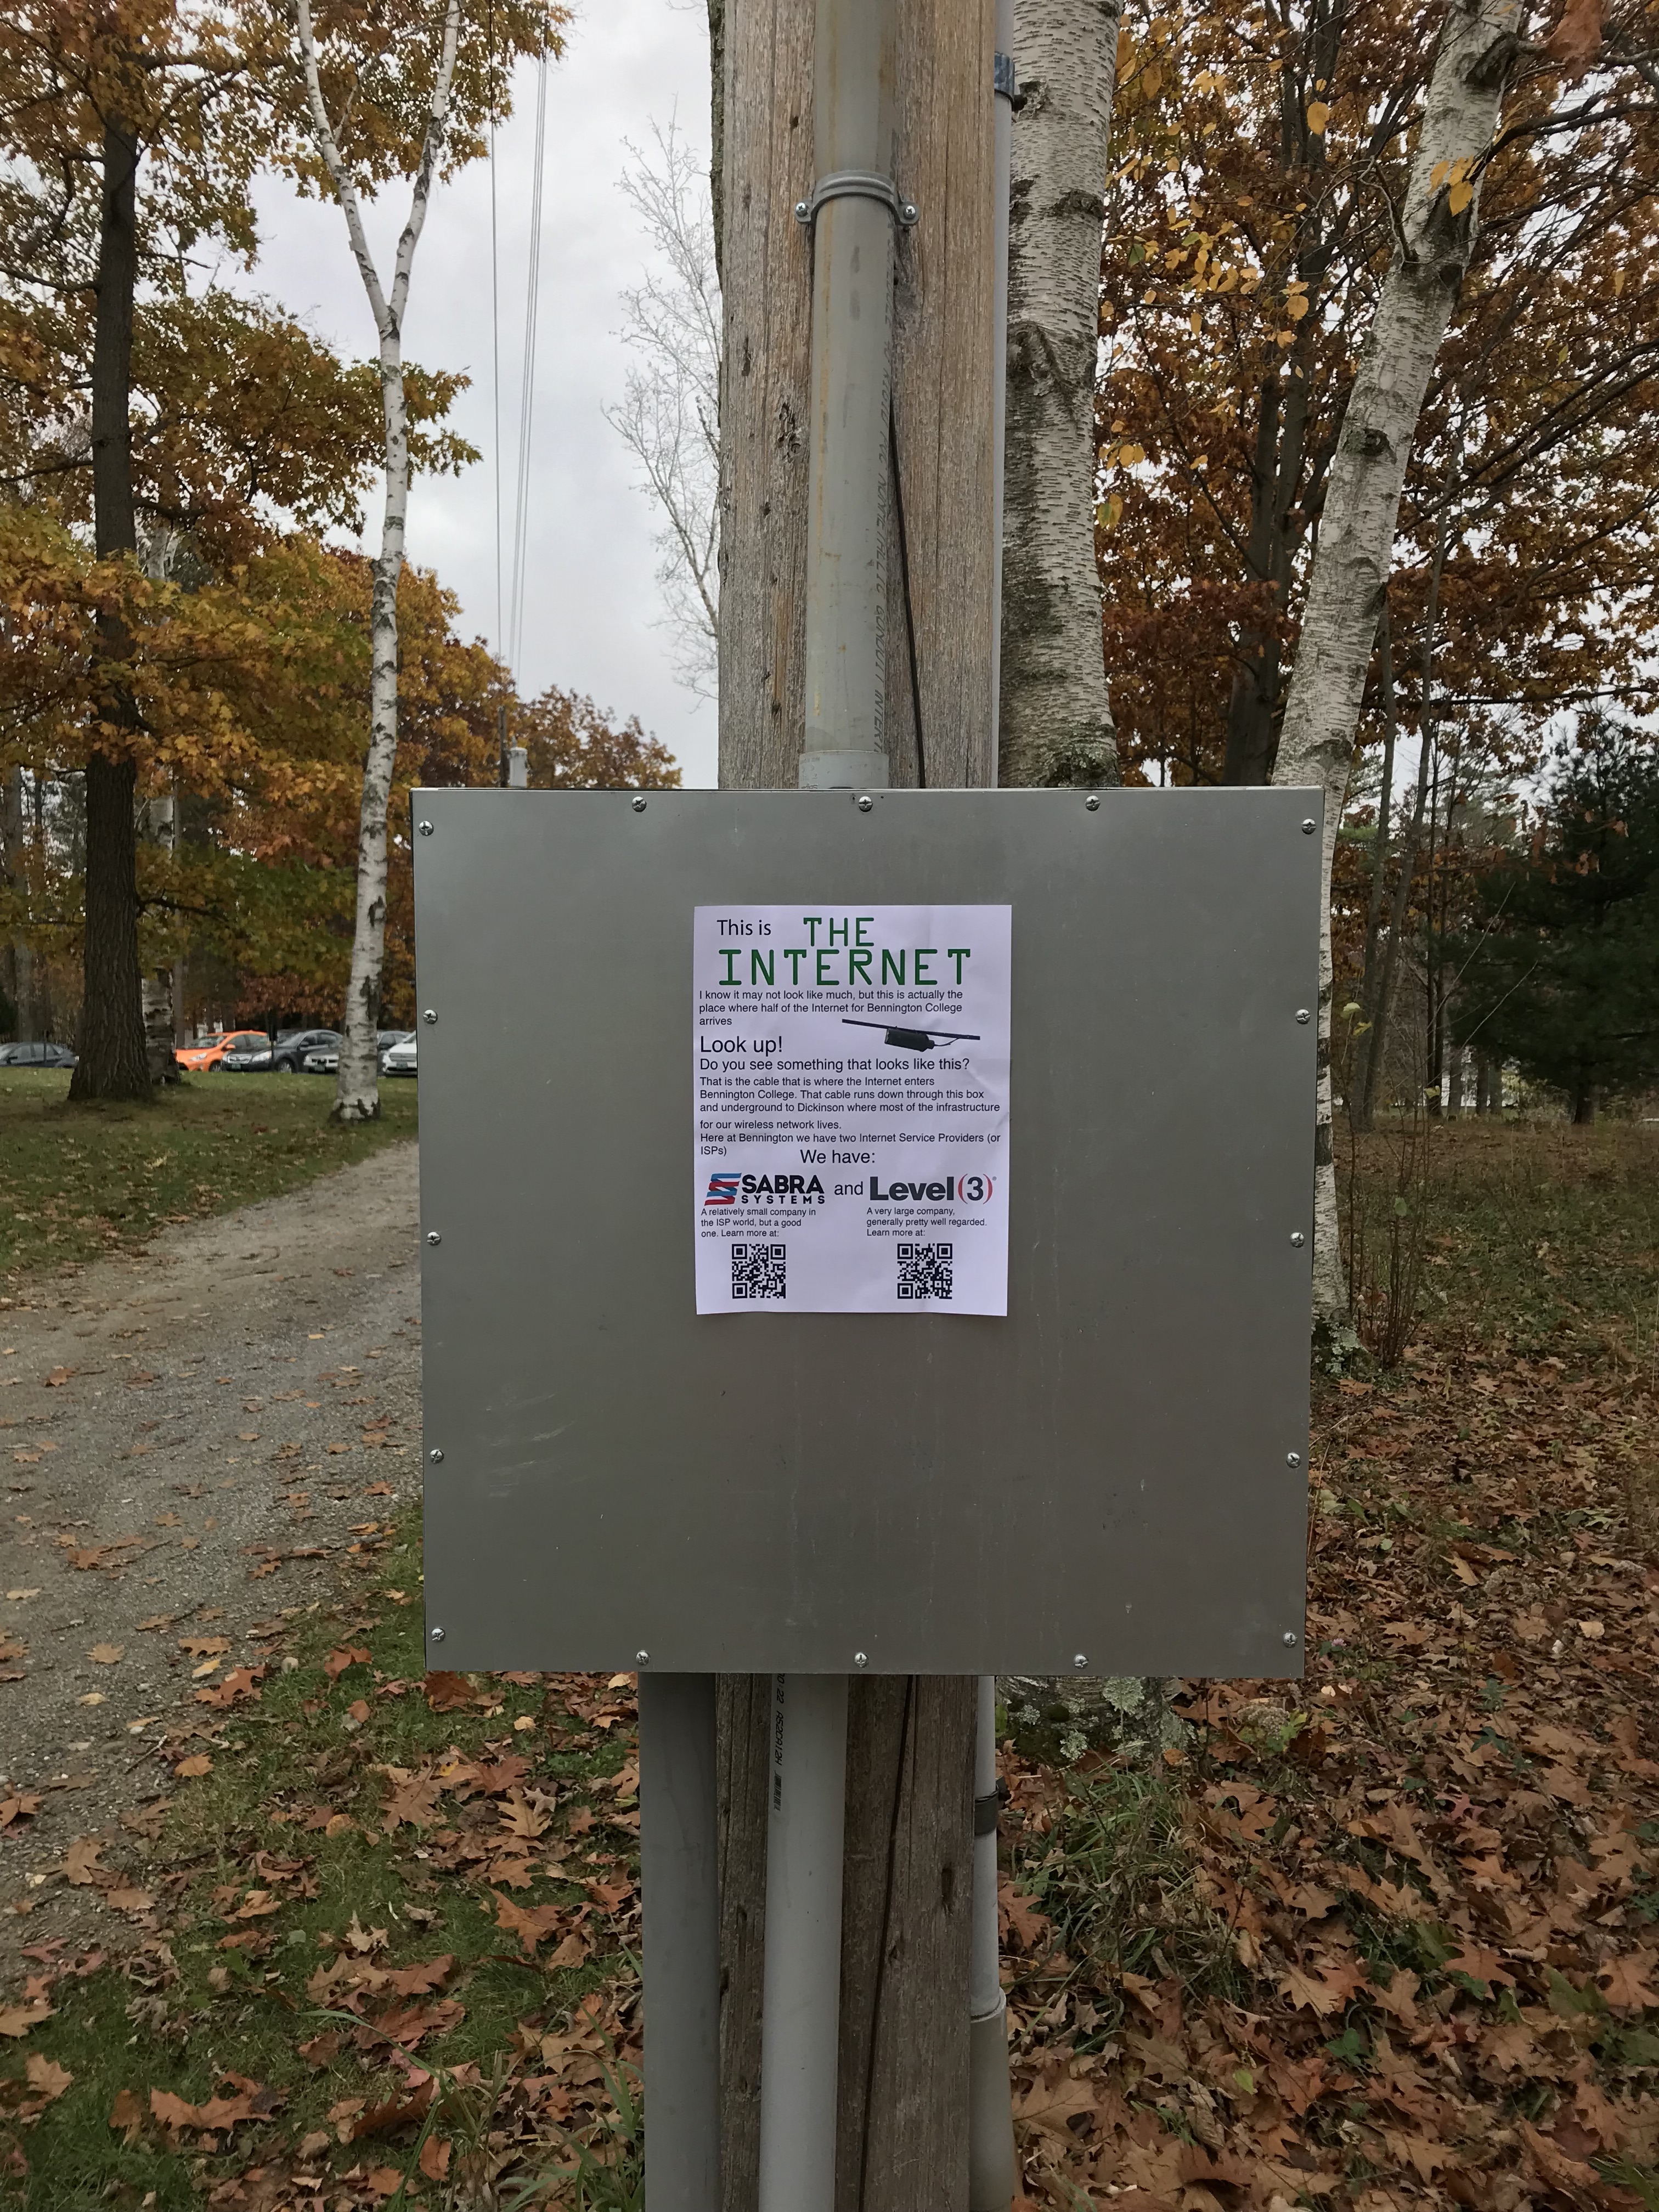 This is THE
INTERNET
I know it may not look like much, but this is actually the
place where half of the Internet for Bennington College
arrives
Look up!
Do you see something that looks like this?
That is the cable that is where the Internet enters
Bennington College. That cable runs down through this box
and underground to Dickinson where most of the infrastructure
for our wireless network lives.
Here at Bennington we have two Internet Service Providers (or
ISPs)
We have:
SABRA SYSTEMS and Level(3)®
A relatively small company in
the ISP world, but a good
one. Learn more at:
A very large company,
generally pretty well regarded.
Learn more at: